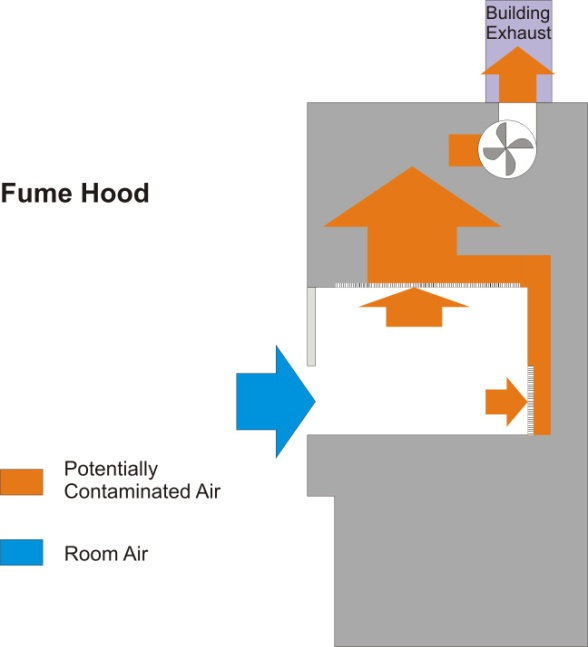 Building
Exhaust
Fume Hood
Potentially
Contaminated Air
Room Air